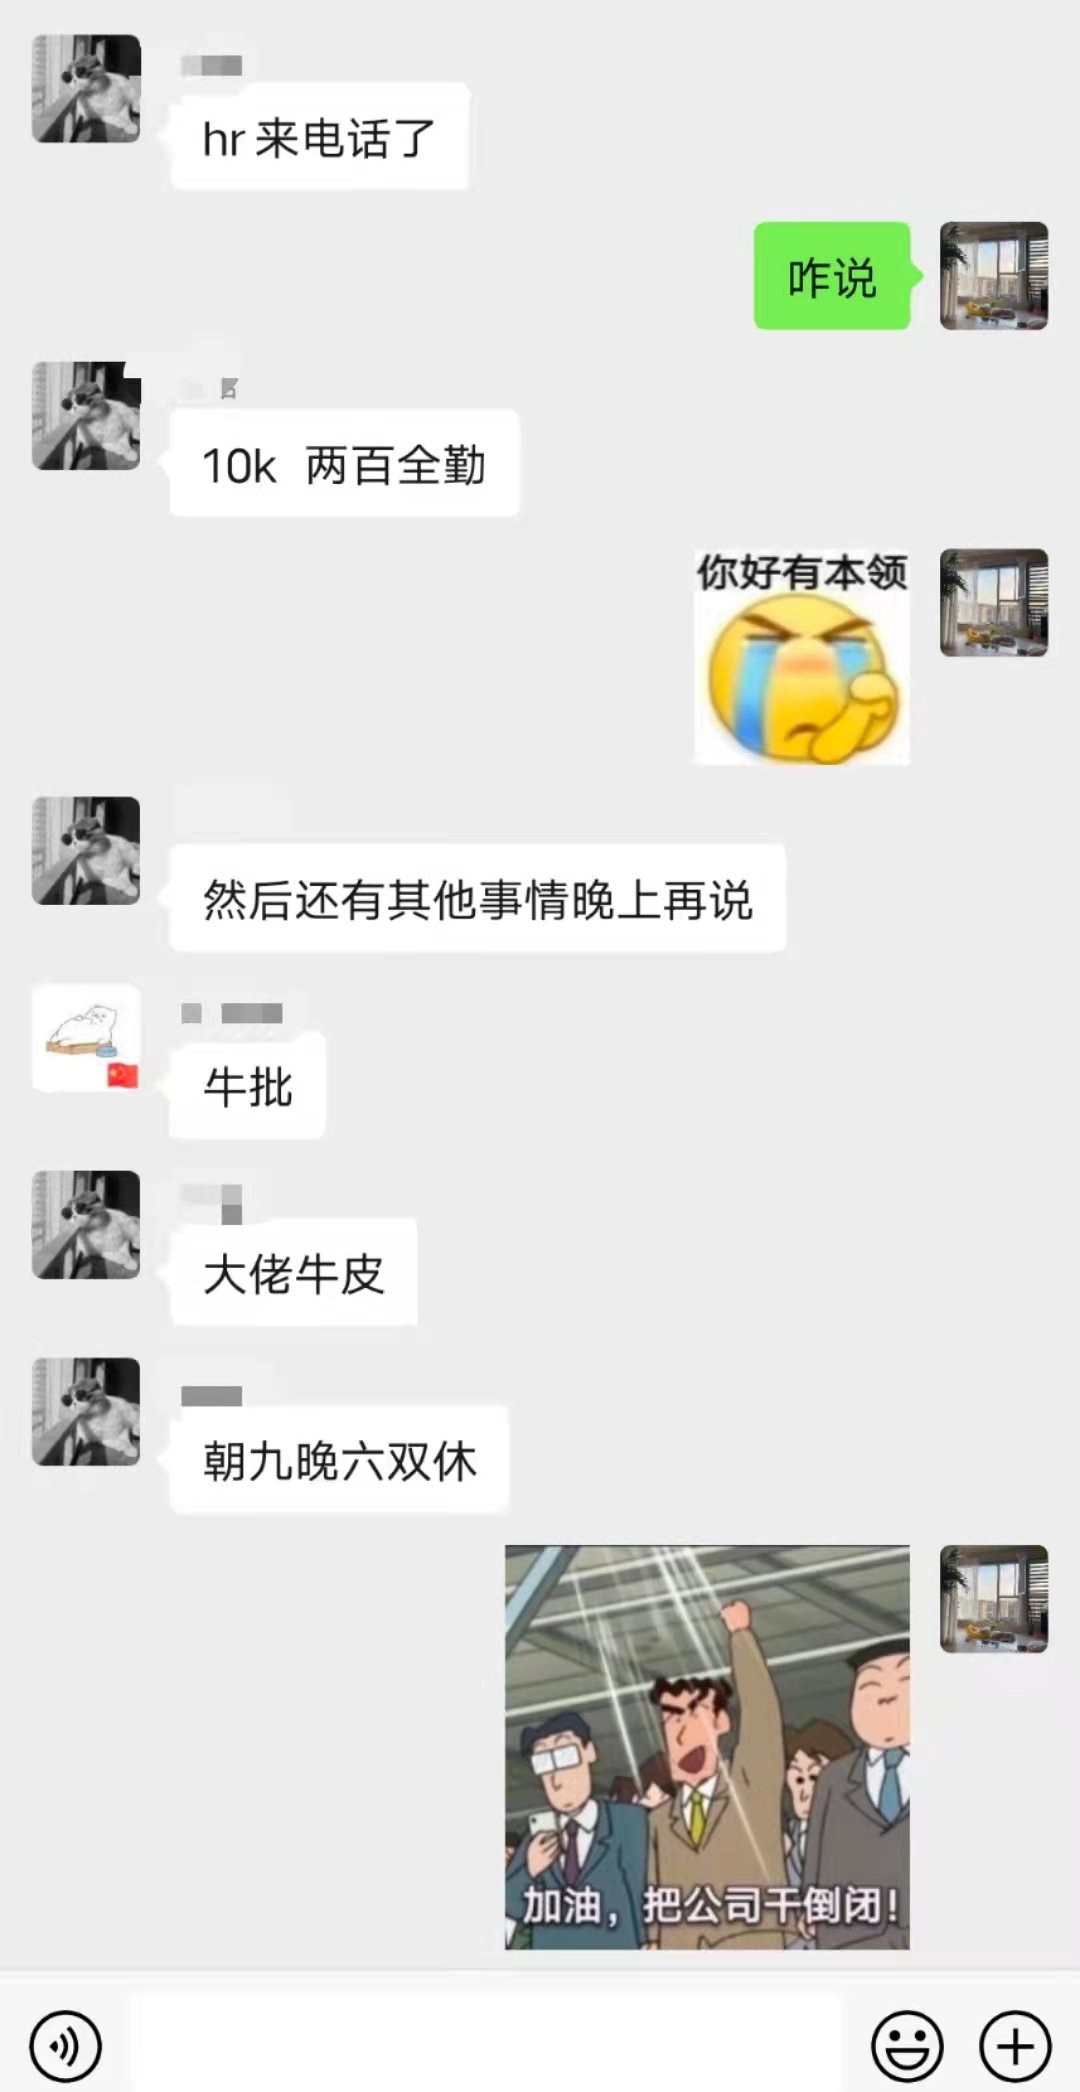 hr来电话了
咋说
10k 两百全勤
你好有本领
然后还有其他事情晚上再说
牛批
大佬牛皮
朝九晚六双休
加油，把公司干倒闭！